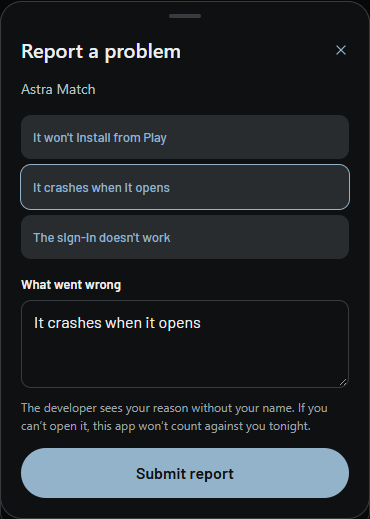 Report a problem
Astra Match
It won't install from Play
It crashes when it opens
The sign-in doesn't work
What went wrong
It crashes when it opens
The developer sees your reason without your name. If you
can't open it, this app won't count against you tonight.
Submit report